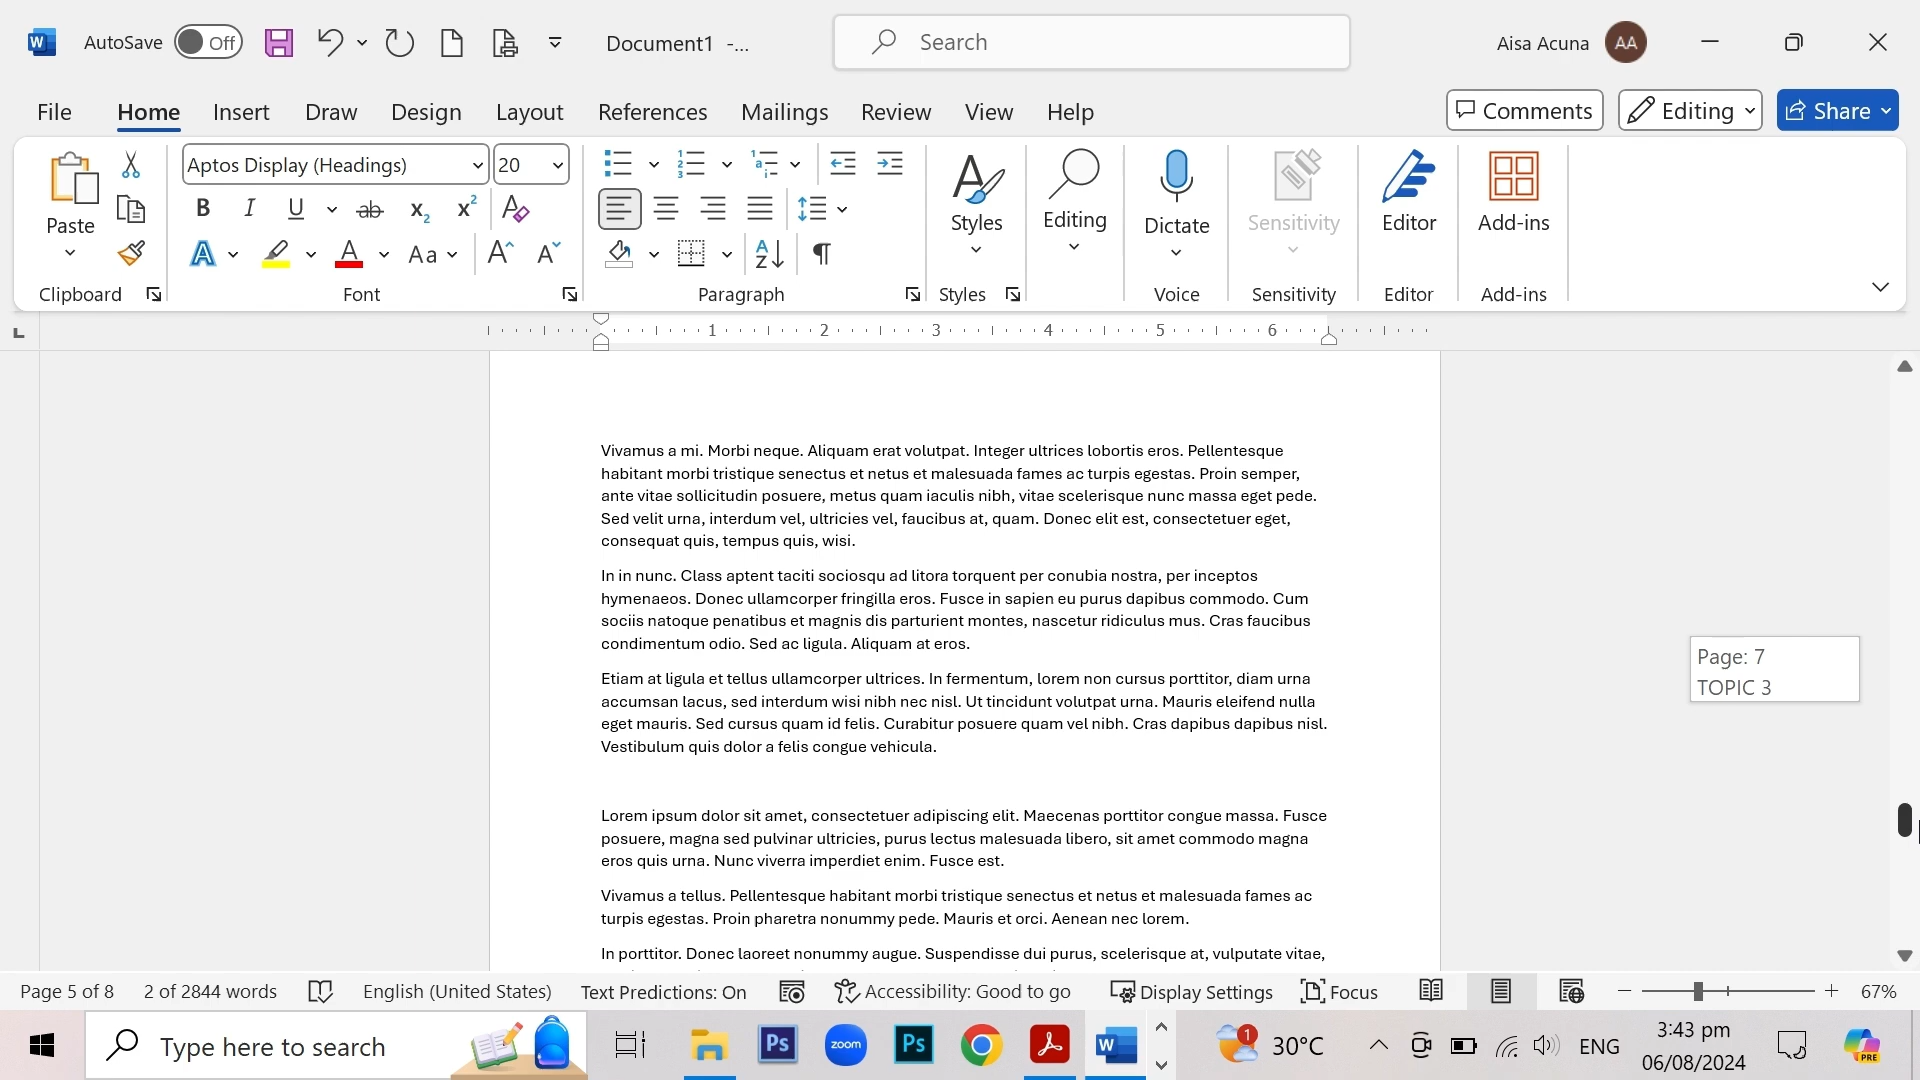 AutoSave Off Document1 -... Search Aisa Acuna AA
File Home Insert Draw Design Layout References Mailings Review View Help Comments Editing Share
Paste Aptos Display (Headings) 20 Styles Editing Dictate Sensitivity Editor Add-ins
Clipboard Font Paragraph Styles Voice Sensitivity Editor Add-ins
1 2 3 4 5 6
Vivamus a mi. Morbi neque. Aliquam erat volutpat. Integer ultrices lobortis eros. Pellentesque
habitant morbi tristique senectus et netus et malesuada fames ac turpis egestas. Proin semper,
ante vitae sollicitudin posuere, metus quam iaculis nibh, vitae scelerisque nunc massa eget pede.
Sed velit urna, interdum vel, ultricies vel, faucibus at, quam. Donec elit est, consectetuer eget,
consequat quis, tempus quis, wisi.
In in nunc. Class aptent taciti sociosqu ad litora torquent per conubia nostra, per inceptos
hymenaeos. Donec ullamcorper fringilla eros. Fusce in sapien eu purus dapibus commodo. Cum
sociis natoque penatibus et magnis dis parturient montes, nascetur ridiculus mus. Cras faucibus
condimentum odio. Sed ac ligula. Aliquam at eros.
Page: 7
TOPIC 3
Etiam at ligula et tellus ullamcorper ultrices. In fermentum, lorem non cursus porttitor, diam urna
accumsan lacus, sed interdum wisi nibh nec nisl. Ut tincidunt volutpat urna. Mauris eleifend nulla
eget mauris. Sed cursus quam id felis. Curabitur posuere quam vel nibh. Cras dapibus dapibus nisl.
Vestibulum quis dolor a felis congue vehicula.
Lorem ipsum dolor sit amet, consectetuer adipiscing elit. Maecenas porttitor congue massa. Fusce
posuere, magna sed pulvinar ultricies, purus lectus malesuada libero, sit amet commodo magna
eros quis urna. Nunc viverra imperdiet enim. Fusce est.
Vivamus a tellus. Pellentesque habitant morbi tristique senectus et netus et malesuada fames ac
turpis egestas. Proin pharetra nonummy pede. Mauris et orci. Aenean nec lorem.
In porttitor. Donec laoreet nonummy augue. Suspendisse dui purus, scelerisque at, vulputate vitae,
Page 5 of 8 2 of 2844 words English (United States) Text Predictions: On Accessibility: Good to go Display Settings Focus 67%
Type here to search Ps zoom Ps W 1 30°C ENG 3:43 pm
06/08/2024 PRE